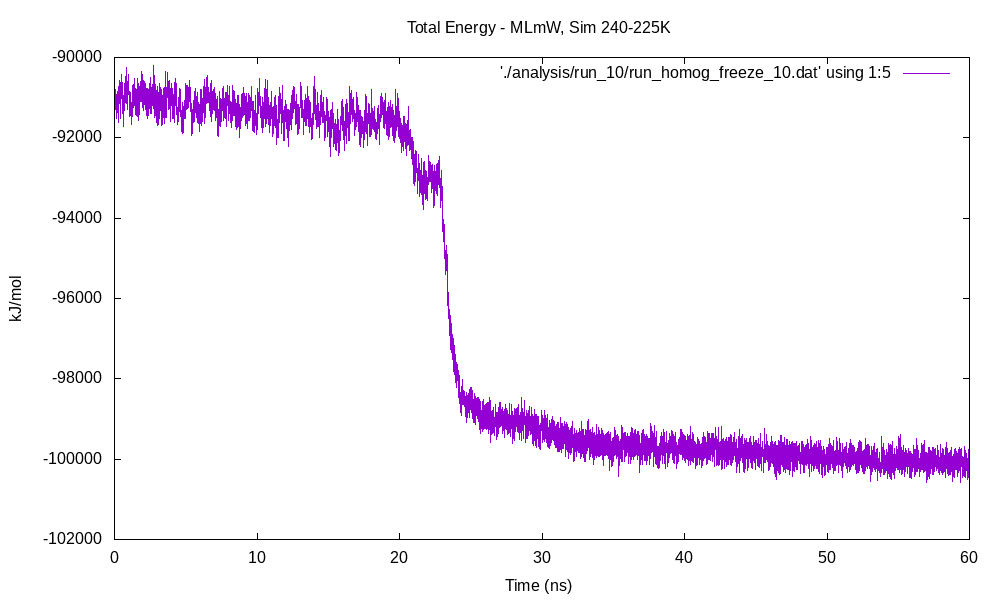 Total Energy - MLmW, Sim 240-225K
'./analysis/run_10/run_homog_freeze_10.dat' using 1:5
-90000
-92000
-94000
-96000
-98000
-100000
-102000
kJ/mol
0 10 20 30 40 50 60
Time (ns)